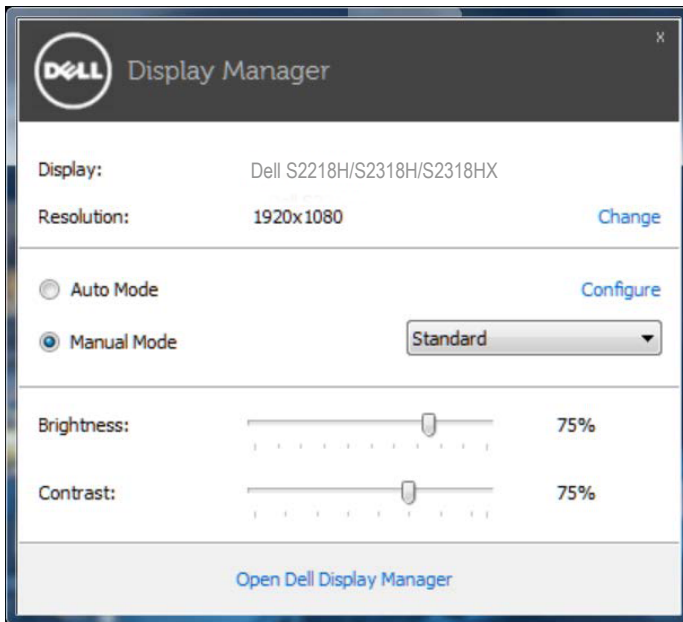 DELL Display Manager x
Display: Dell S2218H/S2318H/S2318HX
Resolution: 1920x1080 Change
Auto Mode Configure
Manual Mode Standard
Brightness: 75%
Contrast: 75%
Open Dell Display Manager